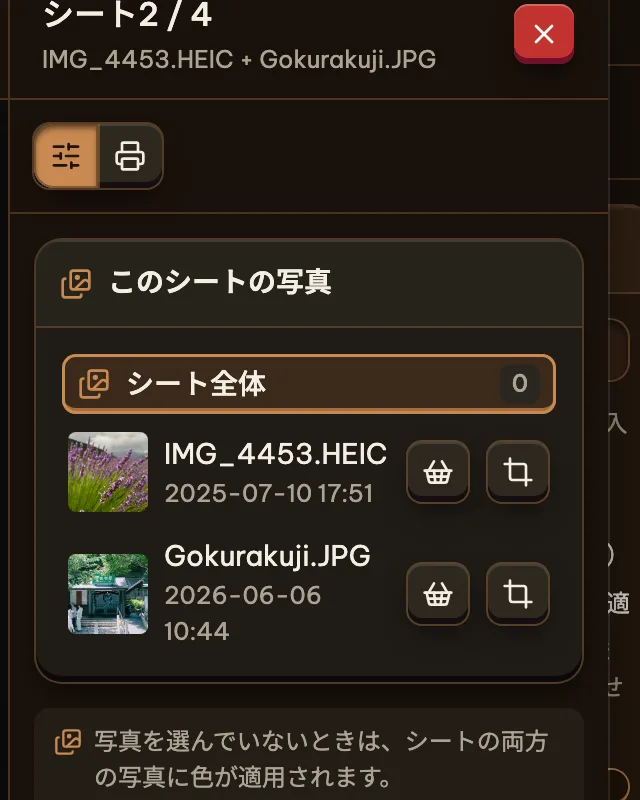 シート2 / 4
IMG_4453.HEIC + Gokurakuji.JPG
このシートの写真
シート全体 0
IMG_4453.HEIC
2025-07-10 17:51
Gokurakuji.JPG
2026-06-06
10:44
写真を選んでいないときは、シートの両方
の写真に色が適用されます。
入
)
適
せ